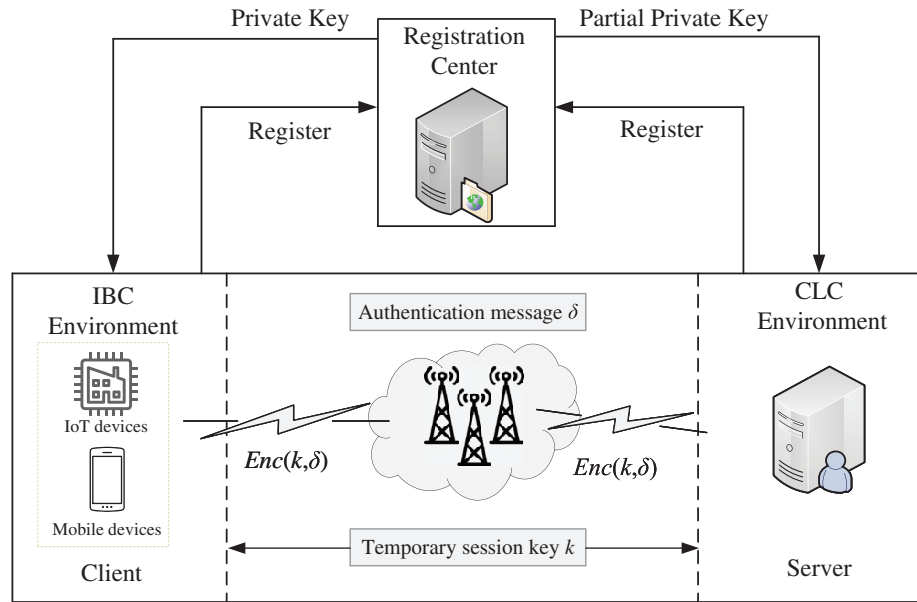 Private Key
Partial Private Key
Registration
Center
Register
Register
IBC
Environment
Authentication message δ
CLC
Environment
IoT devices
Enc(k,δ)
Enc(k,δ)
Mobile devices
Temporary session key k
Client
Server